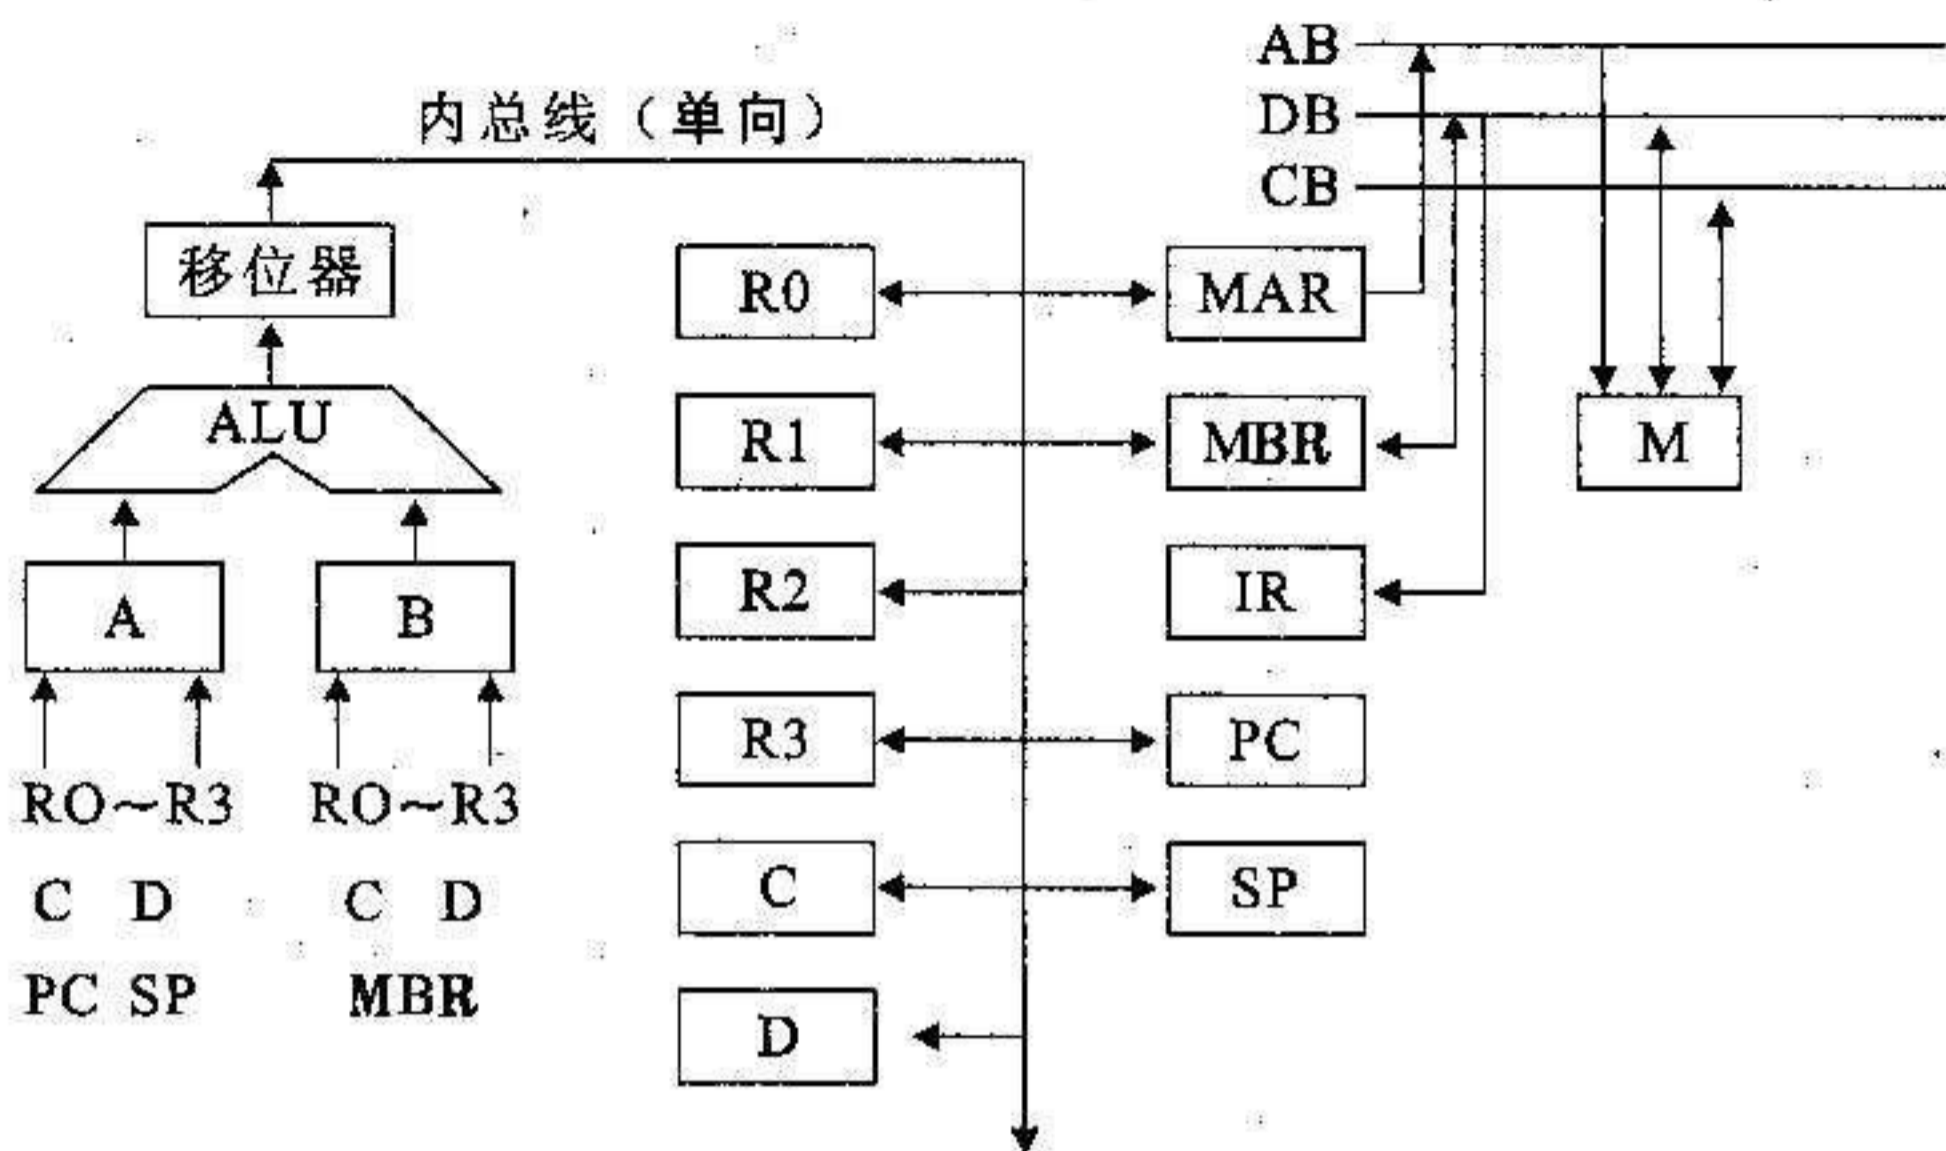 内总线（单向）
AB
DB
CB
移位器
ALU
A
B
RO～R3
RO～R3
C D
C D
PC SP
MBR
R0
R1
R2
R3
C
D
MAR
MBR
IR
PC
SP
M